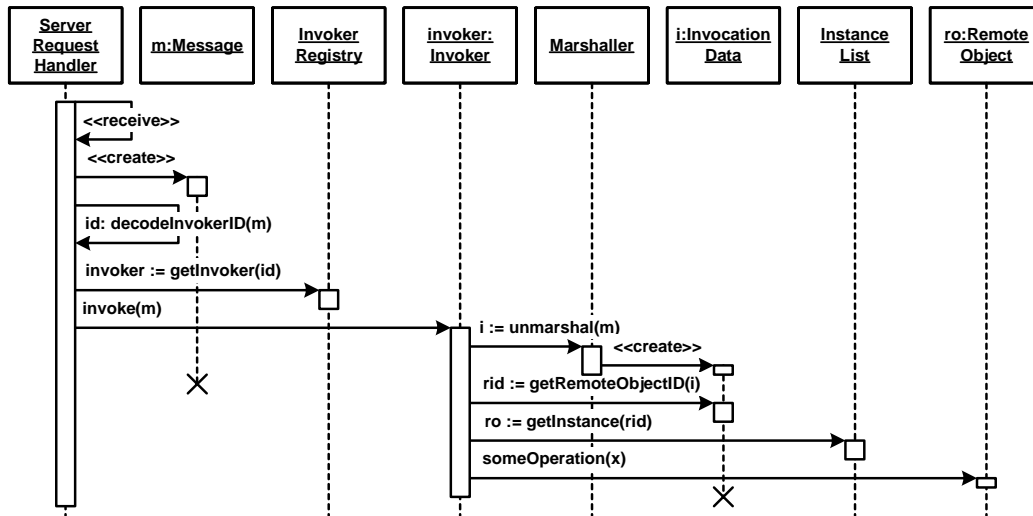 Server
Request
Handler
m:Message
Invoker
Registry
invoker:
Invoker
Marshaller
i:Invocation
Data
Instance
List
ro:Remote
Object
<<receive>>
<<create>>
id: decodeInvokerID(m)
invoker := getInvoker(id)
invoke(m)
i := unmarshal(m)
<<create>>
rid := getRemoteObjectID(i)
ro := getInstance(rid)
someOperation(x)